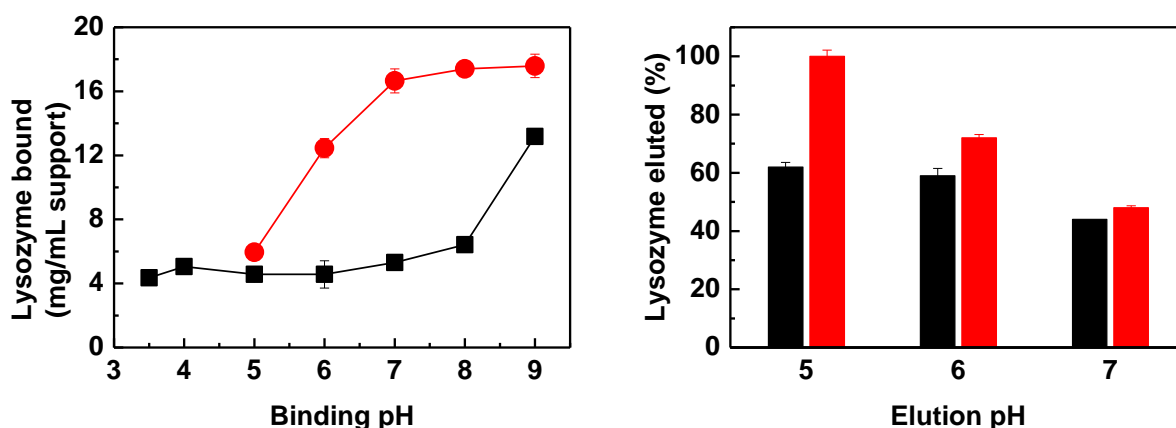 Lysozyme bound
(mg/mL support)
20
16
12
8
4
0
3 4 5 6 7 8 9
Binding pH
Lysozyme eluted (%)
100
80
60
40
20
0
5 6 7
Elution pH